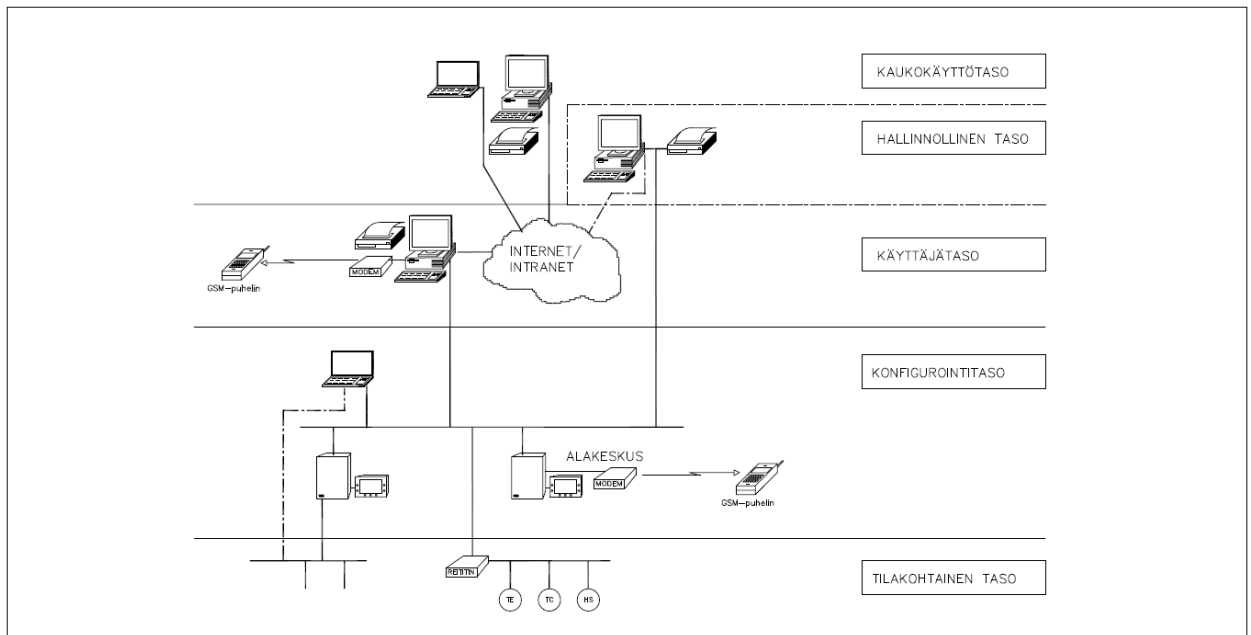 KAUKOKÄYTTÖTASO
HALLINNOLLINEN TASO
INTERNET/
INTRANET
KÄYTTÄJÄTASO
MODEM
GSM-puhelin
KONFIGUROINTITASO
ALAKESKUS
MODEM
GSM-puhelin
REITITIN
TILAKOHTAINEN TASO
TE
TC
HS